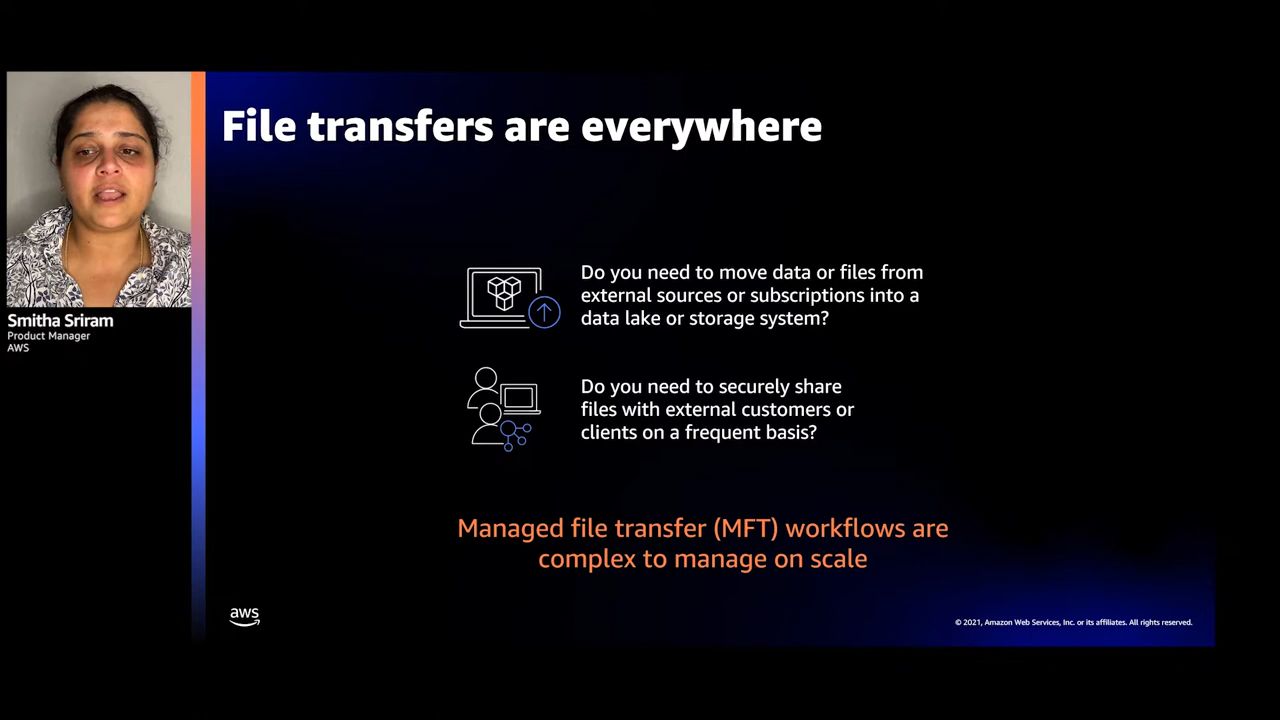 File transfers are everywhere
Smitha Sriram
Product Manager
AWS
Do you need to move data or files from
external sources or subscriptions into a
data lake or storage system?
Do you need to securely share
files with external customers or
clients on a frequent basis?
Managed file transfer (MFT) workflows are
complex to manage on scale
aws
© 2021, Amazon Web Services, Inc. or its affiliates. All rights reserved.